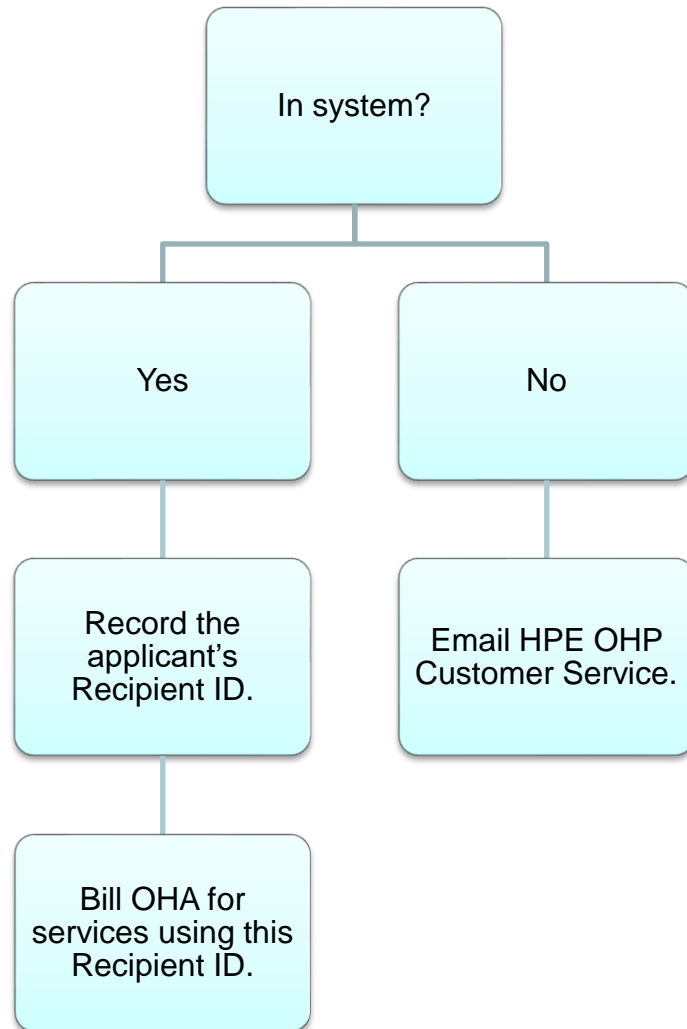 In system?
Yes
No
Record the
applicant’s
Recipient ID.
Email HPE OHP
Customer Service.
Bill OHA for
services using this
Recipient ID.